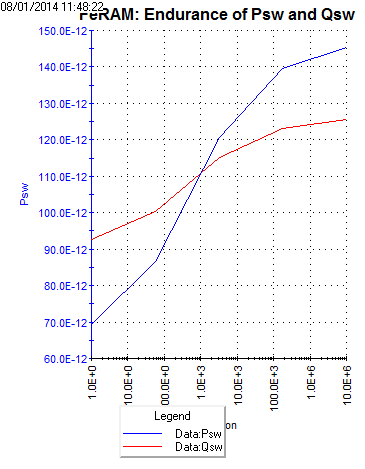 08/01/2014 11:48:22
FeRAM: Endurance of Psw and Qsw
150.0E-12
140.0E-12
130.0E-12
120.0E-12
110.0E-12
100.0E-12
90.0E-12
80.0E-12
70.0E-12
60.0E-12
Psw
1.0E+0
10.0E+0
100.0E+0
1.0E+3
10.0E+3
100.0E+3
1.0E+6
10.0E+6
on
Legend
Data:Psw
Data:Qsw